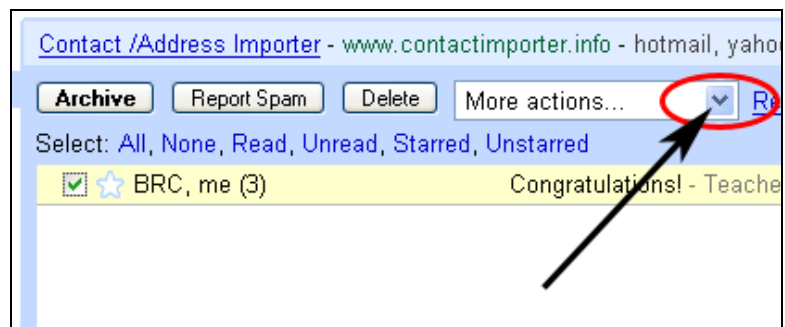 Contact /Address Importer - www.contactimporter.info - hotmail, yaho
Archive Report Spam Delete More actions... Re
Select: All, None, Read, Unread, Starred, Unstarred
BRC, me (3) Congratulations! - Teache